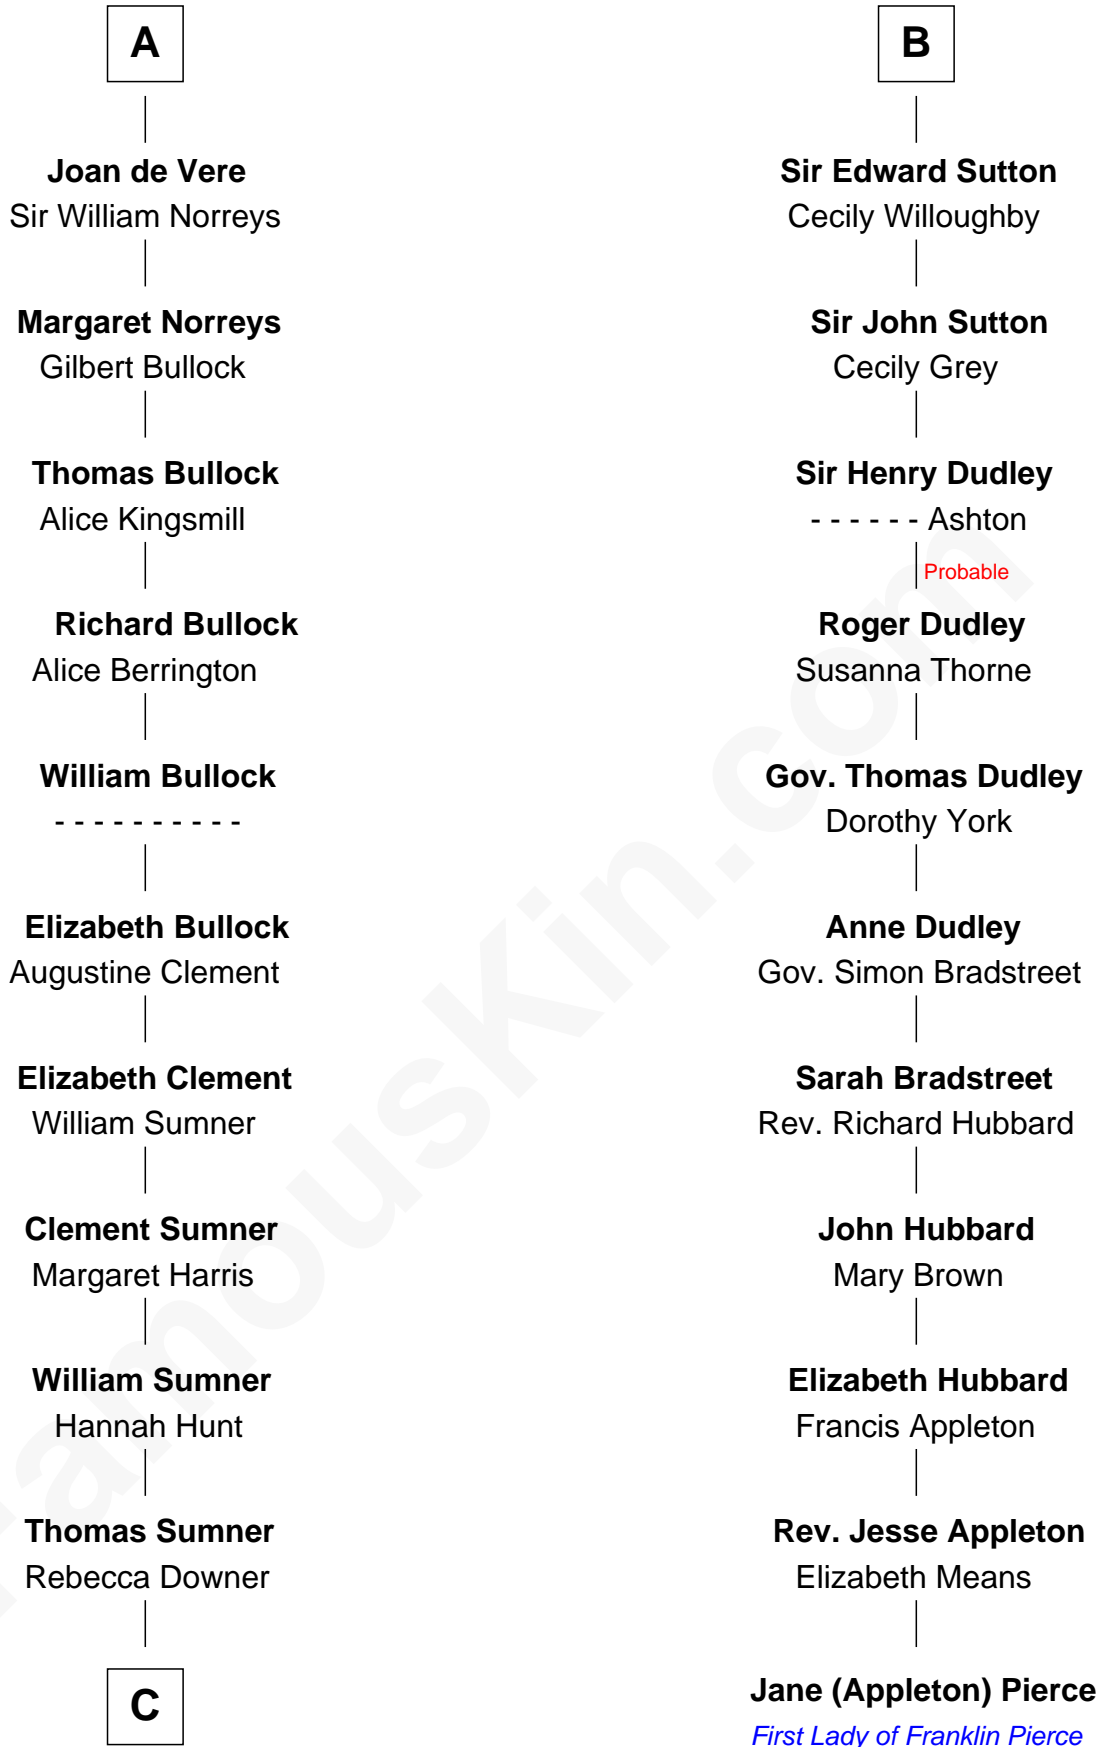 A
Joan de Vere
Sir William Norreys
Margaret Norreys
Gilbert Bullock
Thomas Bullock
Alice Kingsmill
Richard Bullock
Alice Berrington
William Bullock
- - - - - - - - - -
Elizabeth Bullock
Augustine Clement
Elizabeth Clement
William Sumner
Clement Sumner
Margaret Harris
William Sumner
Hannah Hunt
Thomas Sumner
Rebecca Downer
C
B
Sir Edward Sutton
Cecily Willoughby
Sir John Sutton
Cecily Grey
Sir Henry Dudley
- - - - - - Ashton
Probable
Roger Dudley
Susanna Thorne
Gov. Thomas Dudley
Dorothy York
Anne Dudley
Gov. Simon Bradstreet
Sarah Bradstreet
Rev. Richard Hubbard
John Hubbard
Mary Brown
Elizabeth Hubbard
Francis Appleton
Rev. Jesse Appleton
Elizabeth Means
Jane (Appleton) Pierce
First Lady of Franklin Pierce
FamousKin.com